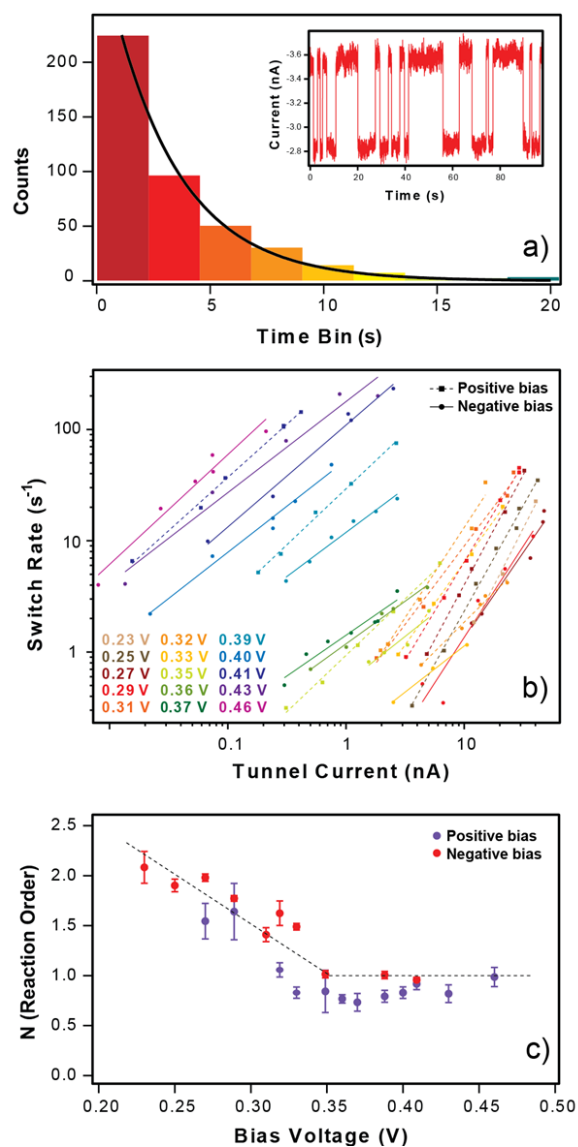 200
150
100
50
0
Counts
0
5
10
15
20
Time Bin (s)
-3.6
-3.4
-3.2
-3.0
-2.8
Current (nA)
0
20
40
60
80
Time (s)
a)
100
10
1
Switch Rate (s-1)
Positive bias
Negative bias
0.23 V 0.32 V 0.39 V
0.25 V 0.33 V 0.40 V
0.27 V 0.35 V 0.41 V
0.29 V 0.36 V 0.43 V
0.31 V 0.37 V 0.46 V
b)
0.1
1
10
Tunnel Current (nA)
2.5
2.0
1.5
1.0
0.5
0.0
N (Reaction Order)
Positive bias
Negative bias
c)
0.20
0.25
0.30
0.35
0.40
0.45
0.50
Bias Voltage (V)